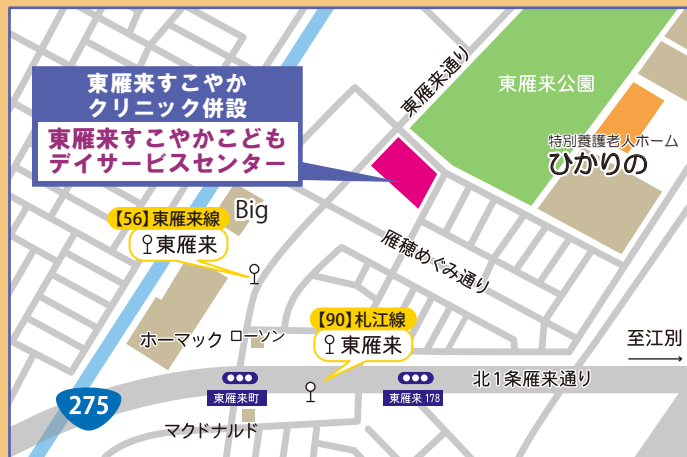 東雁来すこやか
クリニック併設
東雁来すこやかこども
デイサービスセンター
東雁来通り
東雁来公園
特別養護老人ホーム
ひかりの
Big
【56】東雁来線
東雁来
雁穂めぐみ通り
ホーマック
ローソン
【90】札江線
東雁来
至江別
北1条雁来通り
東雁来町
東雁来178
275
マクドナルド